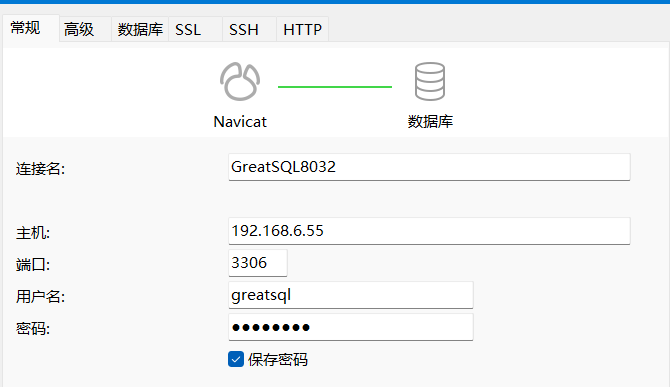 常规 高级 数据库 SSL SSH HTTP
Navicat 数据库
连接名: GreatSQL8032
主机: 192.168.6.55
端口: 3306
用户名: greatsql
密码: ●●●●●●●●
保存密码